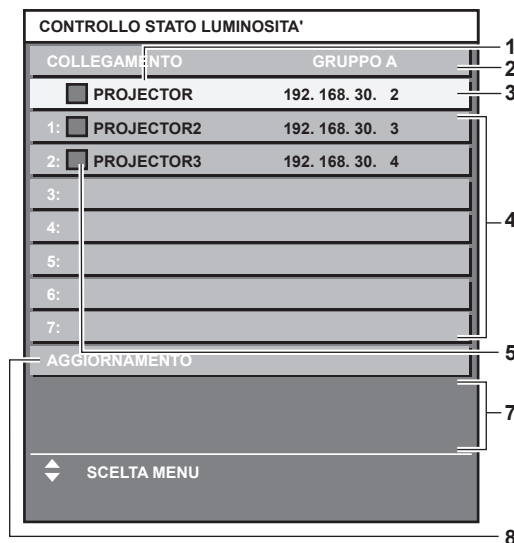 CONTROLLO STATO LUMINOSITA'
COLLEGAMENTO GRUPPO A
PROJECTOR 192. 168. 30. 2
1: PROJECTOR2 192. 168. 30. 3
2: PROJECTOR3 192. 168. 30. 4
3:
4:
5:
6:
7:
AGGIORNAMENTO
SCELTA MENU
1
2
3
4
5
7
8